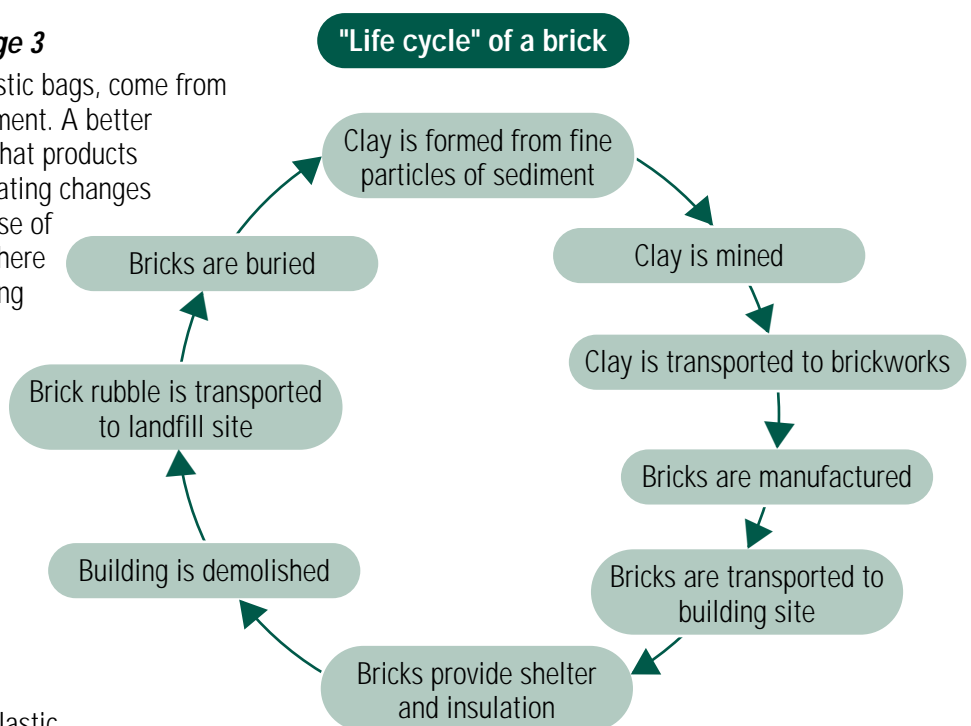 ge 3
stic bags, come from
ment. A better
hat products
ating changes
se of
here
ng
"Life cycle" of a brick
Clay is formed from fine
particles of sediment
Clay is mined
Clay is transported to brickworks
Bricks are manufactured
Bricks are transported to
building site
Bricks provide shelter
and insulation
Building is demolished
Brick rubble is transported
to landfill site
Bricks are buried
lastic